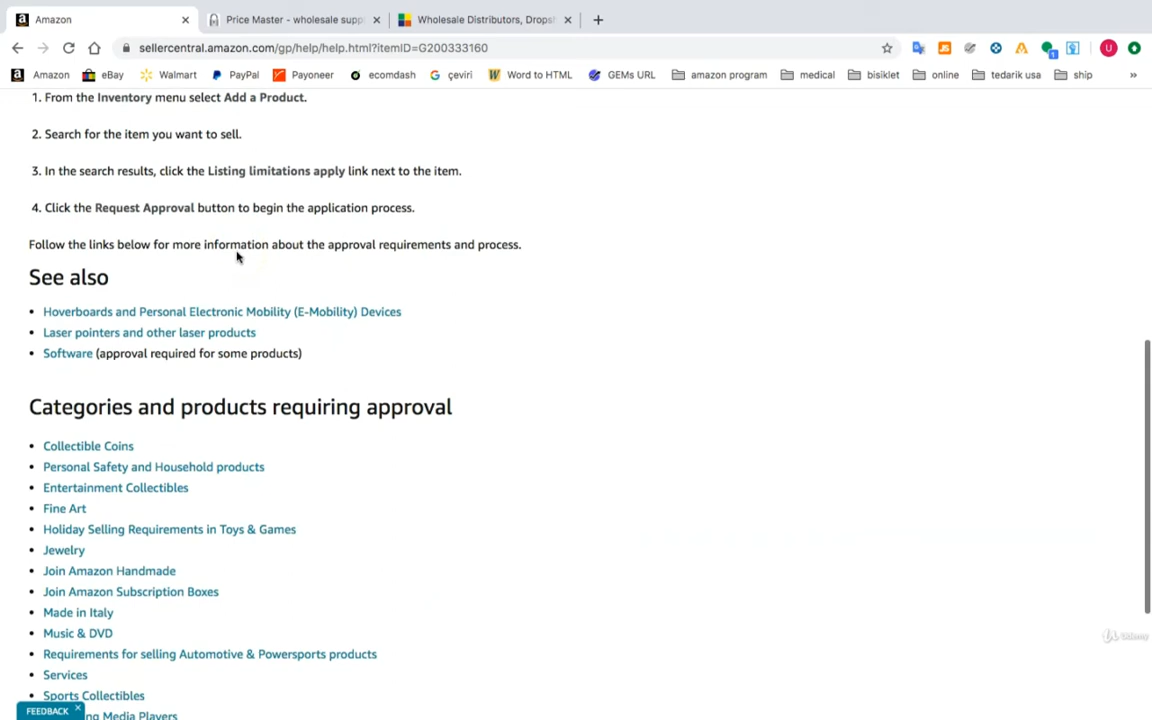 Amazon
Price Master - wholesale supp
Wholesale Distributors, Dropsh
sellercentral.amazon.com/gp/help/help.html?itemID=G200333160
Amazon
eBay
Walmart
PayPal
Payoneer
ecomdash
çeviri
Word to HTML
GEMs URL
amazon program
medical
bisiklet
online
tedarik usa
ship
»
1. From the Inventory menu select Add a Product.
2. Search for the item you want to sell.
3. In the search results, click the Listing limitations apply link next to the item.
4. Click the Request Approval button to begin the application process.
Follow the links below for more information about the approval requirements and process.
See also
• Hoverboards and Personal Electronic Mobility (E-Mobility) Devices
• Laser pointers and other laser products
• Software (approval required for some products)
Categories and products requiring approval
• Collectible Coins
• Personal Safety and Household products
• Entertainment Collectibles
• Fine Art
• Holiday Selling Requirements in Toys & Games
• Jewelry
• Join Amazon Handmade
• Join Amazon Subscription Boxes
• Made in Italy
• Music & DVD
• Requirements for selling Automotive & Powersports products
• Services
• Sports Collectibles
ng Media Players
FEEDBACK
Udemy